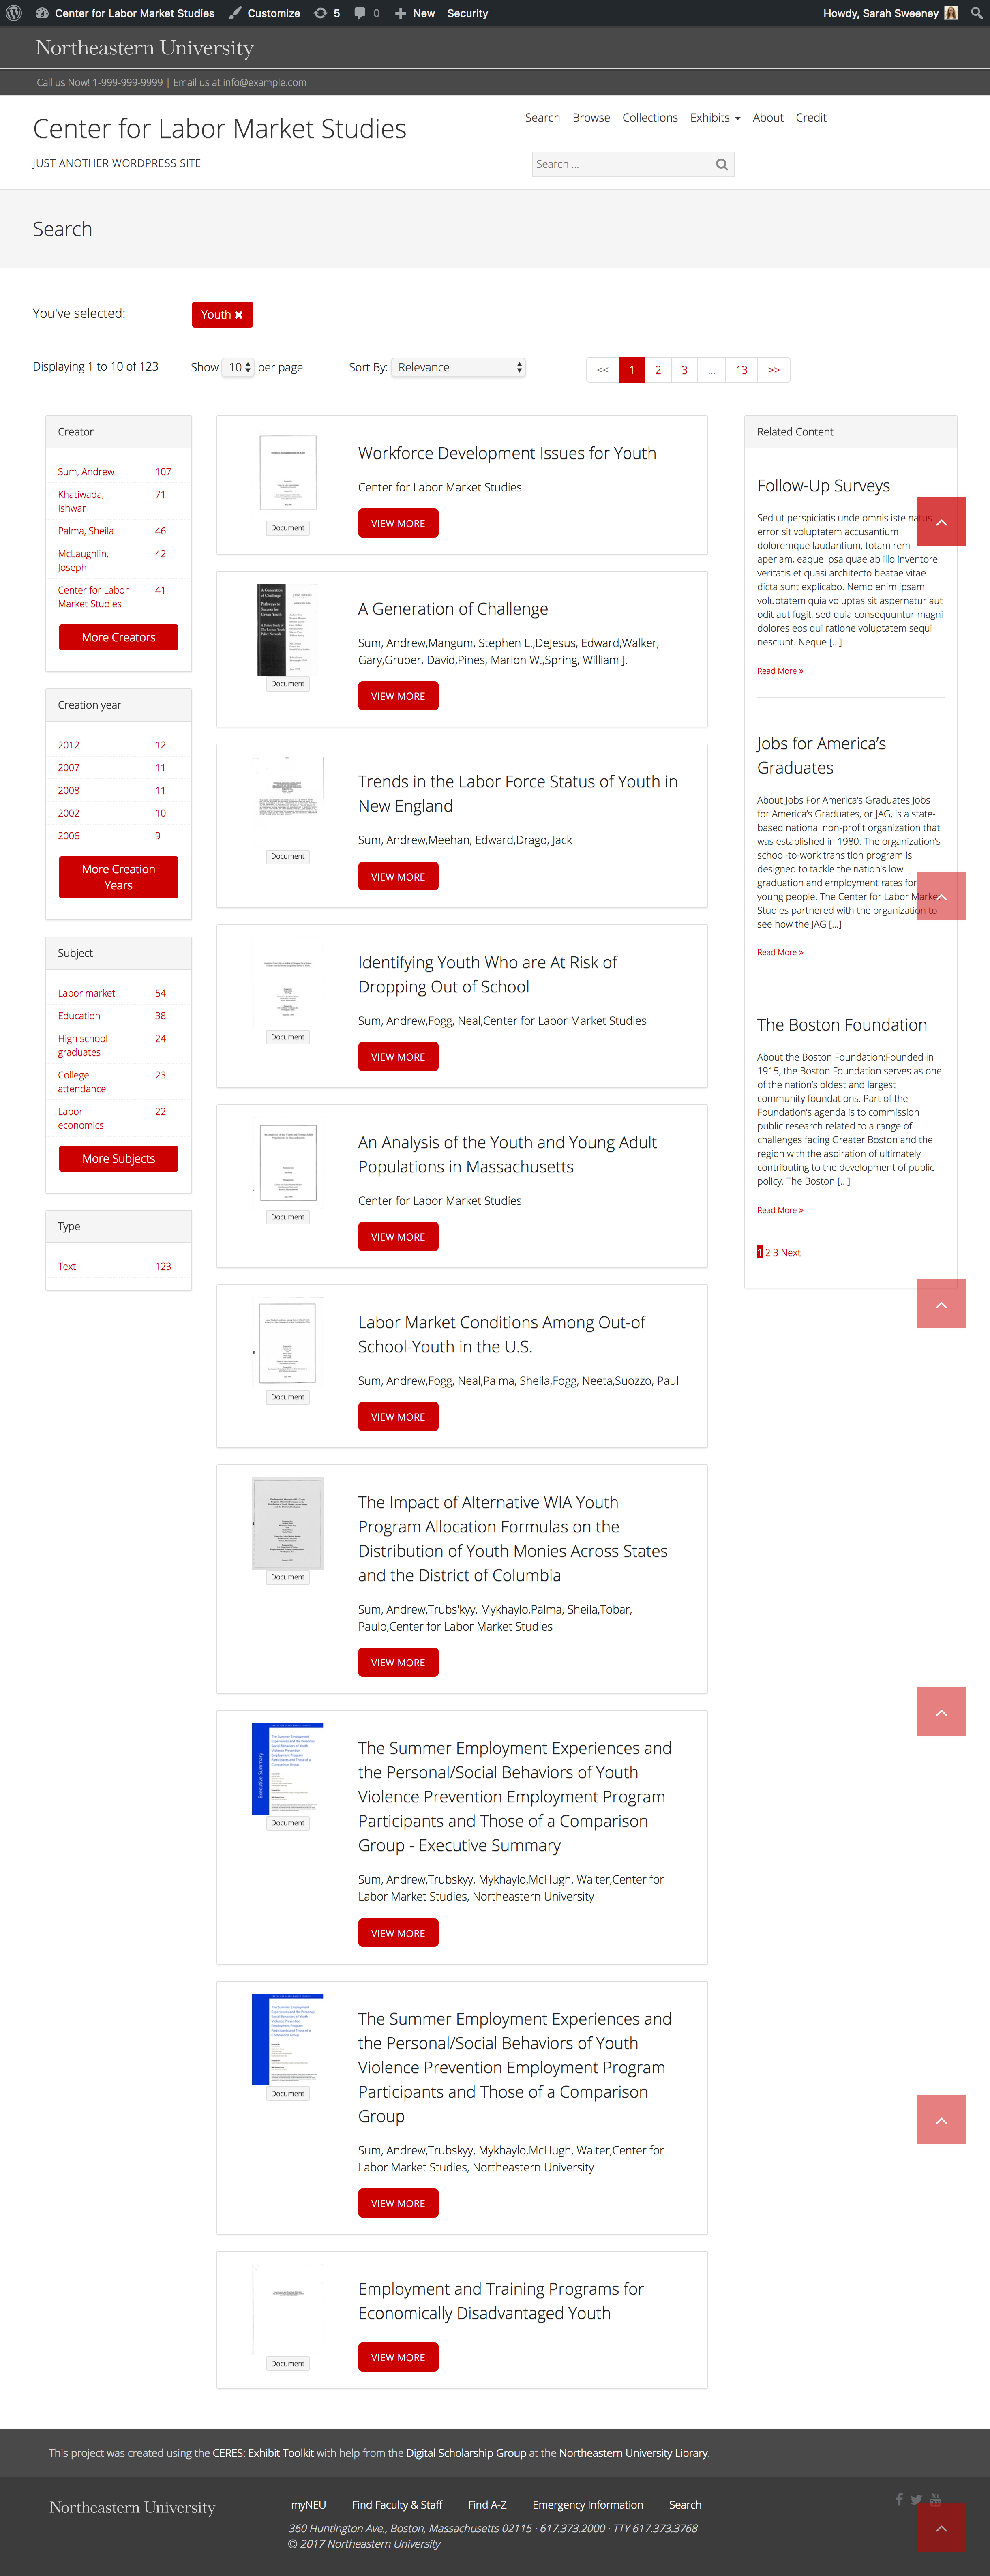 Center for Labor Market Studies Customize 5 0 New Security Howdy, Sarah Sweeney
Northeastern University
Call us Now! 1-999-999-9999 | Email us at info@example.com
Center for Labor Market Studies
JUST ANOTHER WORDPRESS SITE
Search Browse Collections Exhibits About Credit
Search ...
Search
You've selected:
Youth ✖
Displaying 1 to 10 of 123
Show 10 per page
Sort By: Relevance
<< 1 2 3 ... 13 >>
Creator
Sum, Andrew 107
Khatiwada, 71
Ishwar
Palma, Sheila 46
McLaughlin, 42
Joseph
Center for Labor 41
Market Studies
More Creators
Creation year
2012 12
2007 11
2008 11
2002 10
2006 9
More Creation
Years
Subject
Labor market 54
Education 38
High school 24
graduates
College 23
attendance
Labor 22
economics
More Subjects
Type
Text 123
Document
Workforce Development Issues for Youth
Center for Labor Market Studies
VIEW MORE
Document
A Generation of Challenge
Sum, Andrew,Mangum, Stephen L.,DeJesus, Edward,Walker,
Gary,Gruber, David,Pines, Marion W.,Spring, William J.
VIEW MORE
Document
Trends in the Labor Force Status of Youth in
New England
Sum, Andrew,Meehan, Edward,Drago, Jack
VIEW MORE
Document
Identifying Youth Who are At Risk of
Dropping Out of School
Sum, Andrew,Fogg, Neal,Center for Labor Market Studies
VIEW MORE
Document
An Analysis of the Youth and Young Adult
Populations in Massachusetts
Center for Labor Market Studies
VIEW MORE
Document
Labor Market Conditions Among Out-of
School-Youth in the U.S.
Sum, Andrew,Fogg, Neal,Palma, Sheila,Fogg, Neeta,Suozzo, Paul
VIEW MORE
Document
The Impact of Alternative WIA Youth
Program Allocation Formulas on the
Distribution of Youth Monies Across States
and the District of Columbia
Sum, Andrew,Trubs'kyy, Mykhaylo,Palma, Sheila,Tobar,
Paulo,Center for Labor Market Studies
VIEW MORE
Executive Summary
Document
The Summer Employment Experiences and
the Personal/Social Behaviors of Youth
Violence Prevention Employment Program
Participants and Those of a Comparison
Group - Executive Summary
Sum, Andrew,Trubskyy, Mykhaylo,McHugh, Walter,Center for
Labor Market Studies, Northeastern University
VIEW MORE
Document
The Summer Employment Experiences and
the Personal/Social Behaviors of Youth
Violence Prevention Employment Program
Participants and Those of a Comparison
Group
Sum, Andrew,Trubskyy, Mykhaylo,McHugh, Walter,Center for
Labor Market Studies, Northeastern University
VIEW MORE
Document
Employment and Training Programs for
Economically Disadvantaged Youth
VIEW MORE
Related Content
Follow-Up Surveys
Sed ut perspiciatis unde omnis iste natus
error sit voluptatem accusantium
doloremque laudantium, totam rem
aperiam, eaque ipsa quae ab illo inventore
veritatis et quasi architecto beatae vitae
dicta sunt explicabo. Nemo enim ipsam
voluptatem quia voluptas sit aspernatur aut
odit aut fugit, sed quia consequuntur magni
dolores eos qui ratione voluptatem sequi
nesciunt. Neque [...]
Read More »
Jobs for America’s
Graduates
About Jobs For America’s Graduates Jobs
for America’s Graduates, or JAG, is a state-
based national non-profit organization that
was established in 1980. The organization’s
school-to-work transition program is
designed to tackle the nation’s low
graduation and employment rates for
young people. The Center for Labor Market
Studies partnered with the organization to
see how the JAG [...]
Read More »
The Boston Foundation
About the Boston Foundation:Founded in
1915, the Boston Foundation serves as one
of the nation’s oldest and largest
community foundations. Part of the
Foundation’s agenda is to commission
public research related to a range of
challenges facing Greater Boston and the
region with the aspiration of ultimately
contributing to the development of public
policy. The Boston [...]
Read More »
1 2 3 Next
This project was created using the CERES: Exhibit Toolkit with help from the Digital Scholarship Group at the Northeastern University Library.
Northeastern University
myNEU Find Faculty & Staff Find A-Z Emergency Information Search
360 Huntington Ave., Boston, Massachusetts 02115 · 617.373.2000 · TTY 617.373.3768
© 2017 Northeastern University